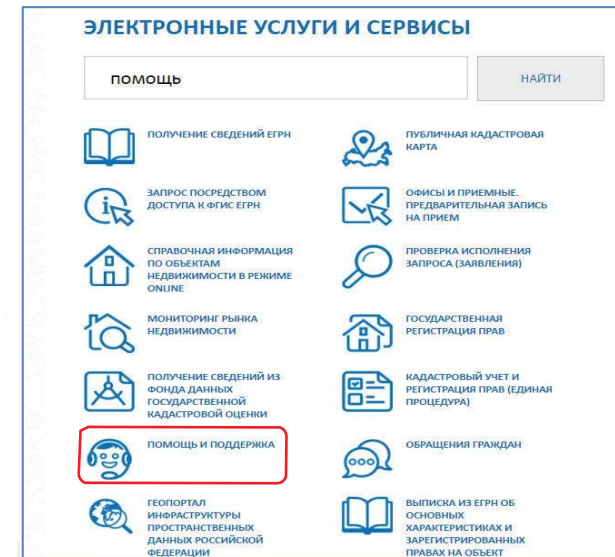 ЭЛЕКТРОННЫЕ УСЛУГИ И СЕРВИСЫ
помощь
НАЙТИ
ПОЛУЧЕНИЕ СВЕДЕНИЙ ЕГРН
ПУБЛИЧНАЯ КАДАСТРОВАЯ
КАРТА
ЗАПРОС ПОСРЕДСТВОМ
ДОСТУПА К ФГИС ЕГРН
ОФИСЫ И ПРИЕМНЫЕ.
ПРЕДВАРИТЕЛЬНАЯ ЗАПИСЬ
НА ПРИЕМ
СПРАВОЧНАЯ ИНФОРМАЦИЯ
ПО ОБЪЕКТАМ
НЕДВИЖИМОСТИ В РЕЖИМЕ
ONLINE
ПРОВЕРКА ИСПОЛНЕНИЯ
ЗАПРОСА (ЗАЯВЛЕНИЯ)
МОНИТОРИНГ РЫНКА
НЕДВИЖИМОСТИ
ГОСУДАРСТВЕННАЯ
РЕГИСТРАЦИЯ ПРАВ
ПОЛУЧЕНИЕ СВЕДЕНИЙ ИЗ
ФОНДА ДАННЫХ
ГОСУДАРСТВЕННОЙ
КАДАСТРОВОЙ ОЦЕНКИ
КАДАСТРОВЫЙ УЧЕТ И
РЕГИСТРАЦИЯ ПРАВ (ЕДИНАЯ
ПРОЦЕДУРА)
ПОМОЩЬ И ПОДДЕРЖКА
ОБРАЩЕНИЯ ГРАЖДАН
ГЕОПОРТАЛ
ИНФРАСТРУКТУРЫ
ПРОСТРАНСТВЕННЫХ
ДАННЫХ РОССИЙСКОЙ
ФЕДЕРАЦИИ
ВЫПИСКА ИЗ ЕГРН ОБ
ОСНОВНЫХ
ХАРАКТЕРИСТИКАХ И
ЗАРЕГИСТРИРОВАННЫХ
ПРАВАХ НА ОБЪЕКТ